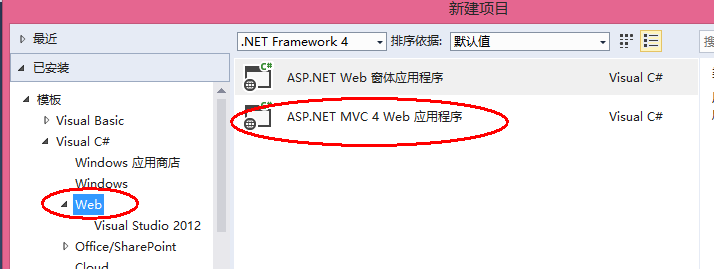 新建项目
最近
.NET Framework 4 排序依据: 默认值
已安装
模板
Visual Basic
Visual C#
Windows 应用商店
Windows
Web
Visual Studio 2012
Office/SharePoint
Cloud
ASP.NET Web 窗体应用程序 Visual C#
ASP.NET MVC 4 Web 应用程序 Visual C#